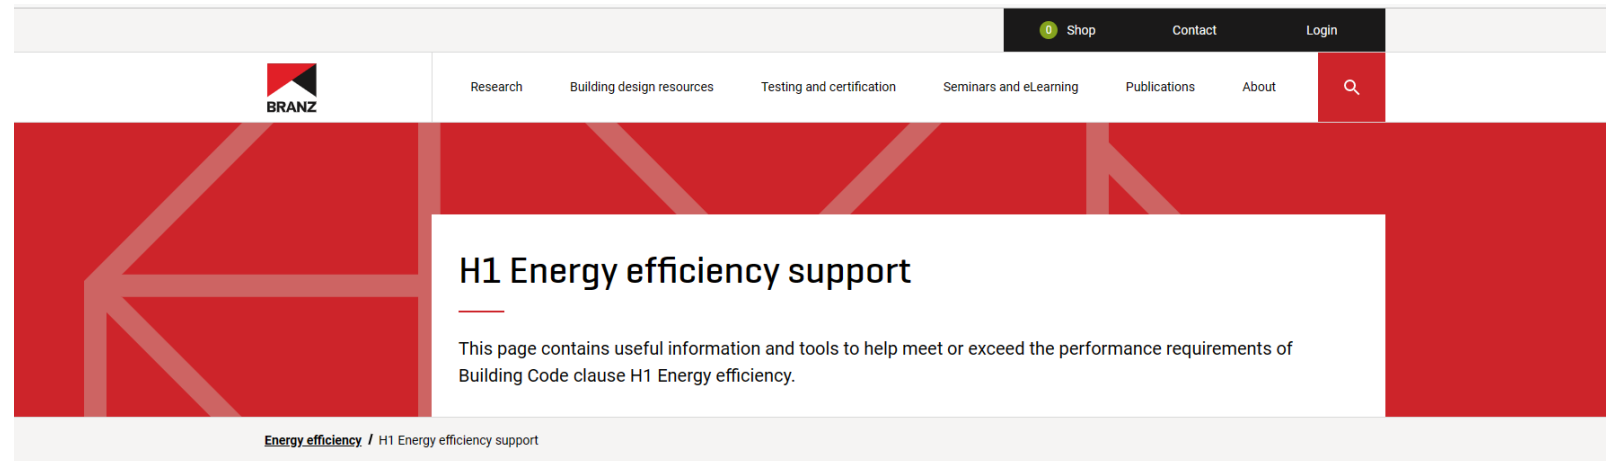 0 Shop Contact Login
BRANZ
Research Building design resources Testing and certification Seminars and eLearning Publications About
H1 Energy efficiency support
This page contains useful information and tools to help meet or exceed the performance requirements of
Building Code clause H1 Energy efficiency.
Energy efficiency / H1 Energy efficiency support